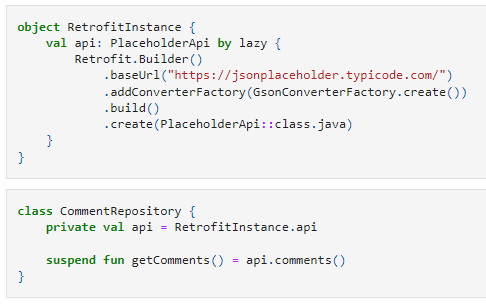 object RetrofitInstance {
    val api: PlaceholderApi by lazy {
        Retrofit.Builder()
            .baseUrl("https://jsonplaceholder.typicode.com/")
            .addConverterFactory(GsonConverterFactory.create())
            .build()
            .create(PlaceholderApi::class.java)
    }
}
class CommentRepository {
    private val api = RetrofitInstance.api
    suspend fun getComments() = api.comments()
}